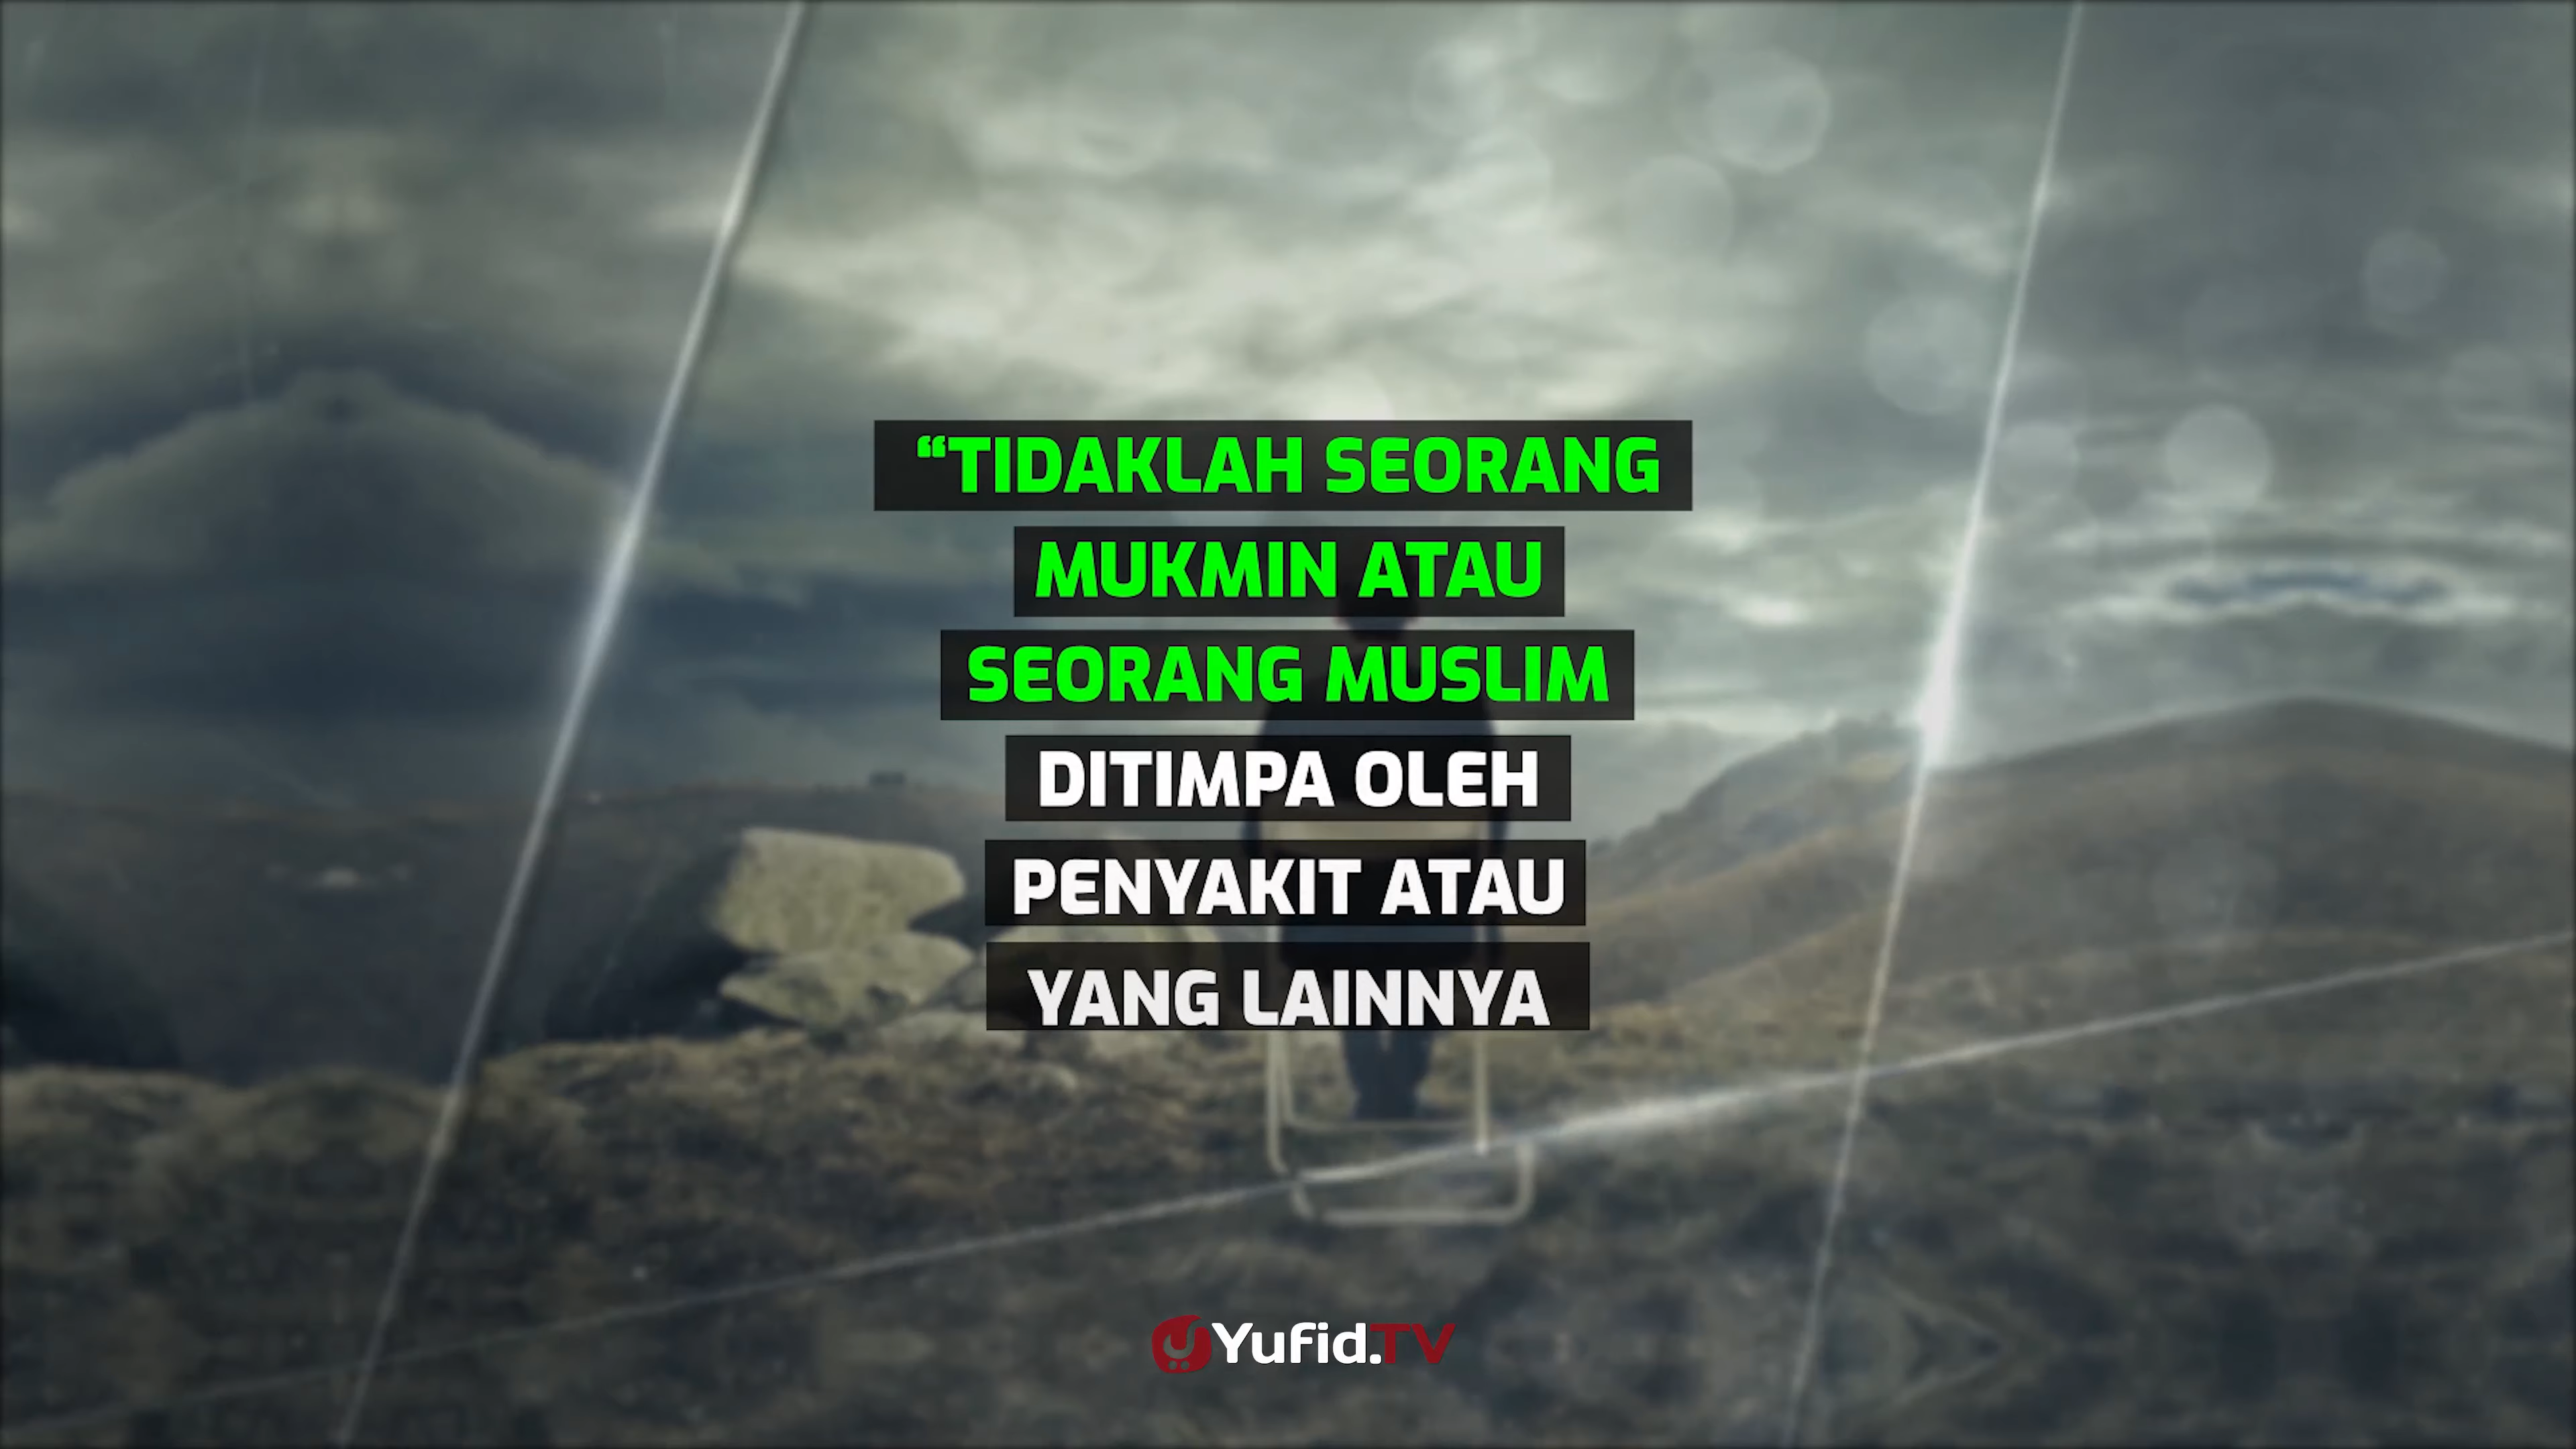 “TIDAKLAH SEORANG
MUKMIN ATAU
SEORANG MUSLIM
DITIMPA OLEH
PENYAKIT ATAU
YANG LAINNYA
Yufid.TV